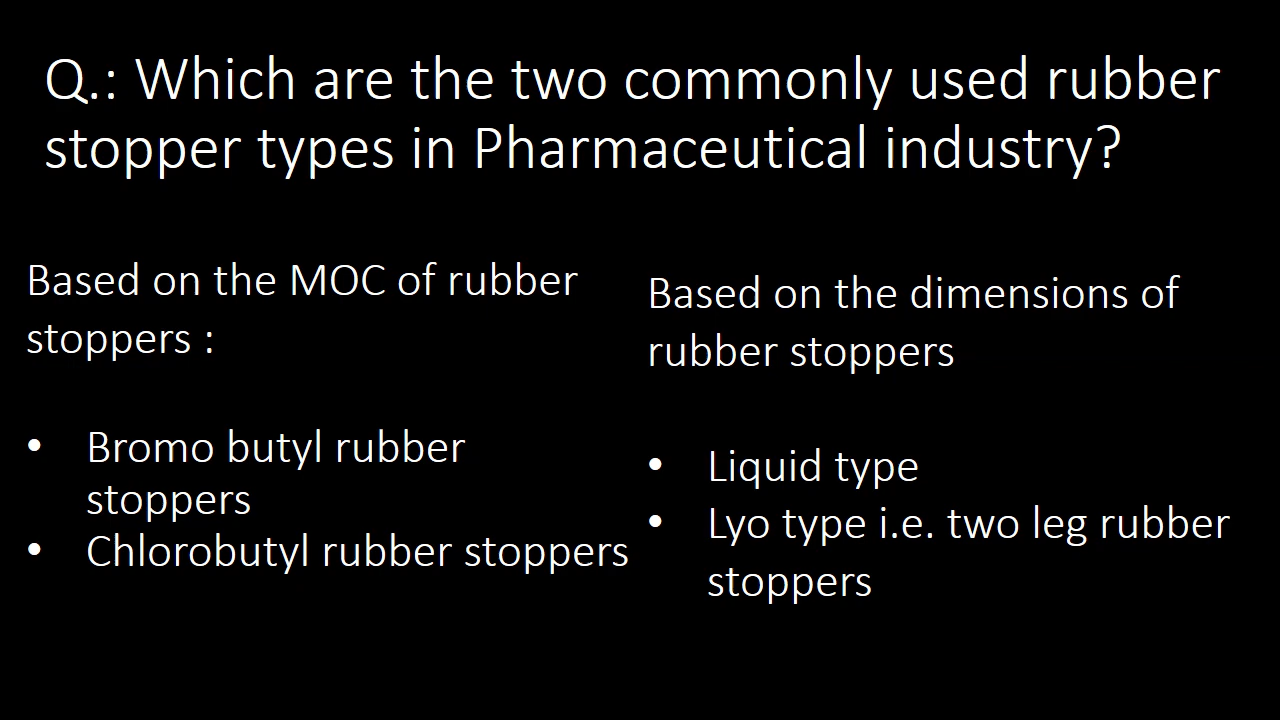 Q.: Which are the two commonly used rubber
stopper types in Pharmaceutical industry?
Based on the MOC of rubber
stoppers :
• Bromo butyl rubber
stoppers
• Chlorobutyl rubber stoppers
Based on the dimensions of
rubber stoppers
• Liquid type
• Lyo type i.e. two leg rubber
stoppers